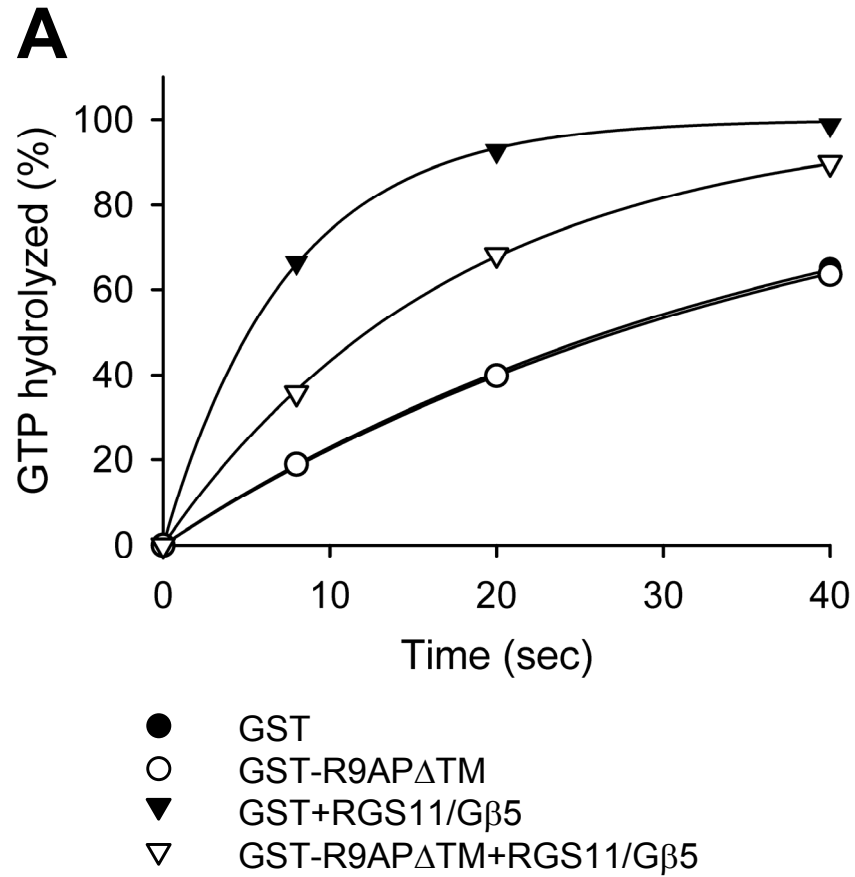 A
GTP hydrolyzed (%)
100
80
60
40
20
0
0 10 20 30 40
Time (sec)
GST
GST-R9APΔTM
GST+RGS11/Gβ5
GST-R9APΔTM+RGS11/Gβ5